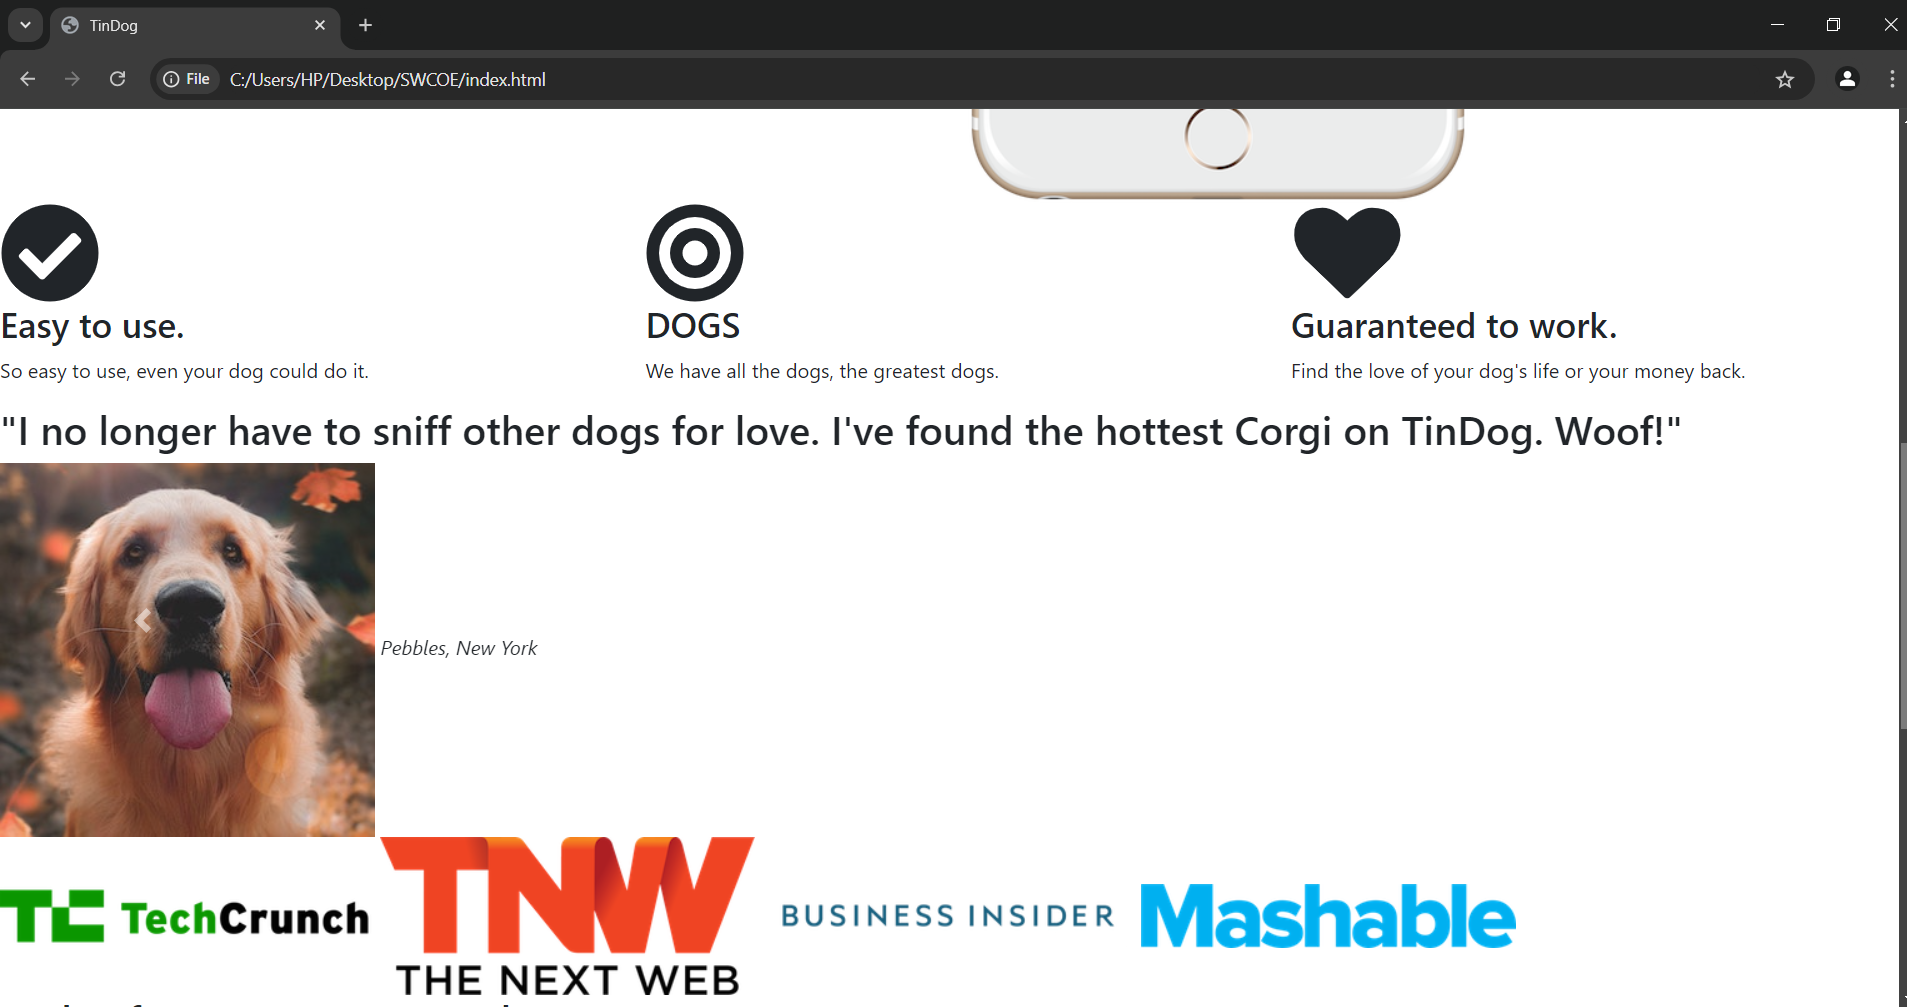 TinDog
File C:/Users/HP/Desktop/SWCOE/index.html
Easy to use.
So easy to use, even your dog could do it.
DOGS
We have all the dogs, the greatest dogs.
Guaranteed to work.
Find the love of your dog's life or your money back.
"I no longer have to sniff other dogs for love. I've found the hottest Corgi on TinDog. Woof!"
Pebbles, New York
TC TechCrunch
TNW
THE NEXT WEB
BUSINESS INSIDER
Mashable